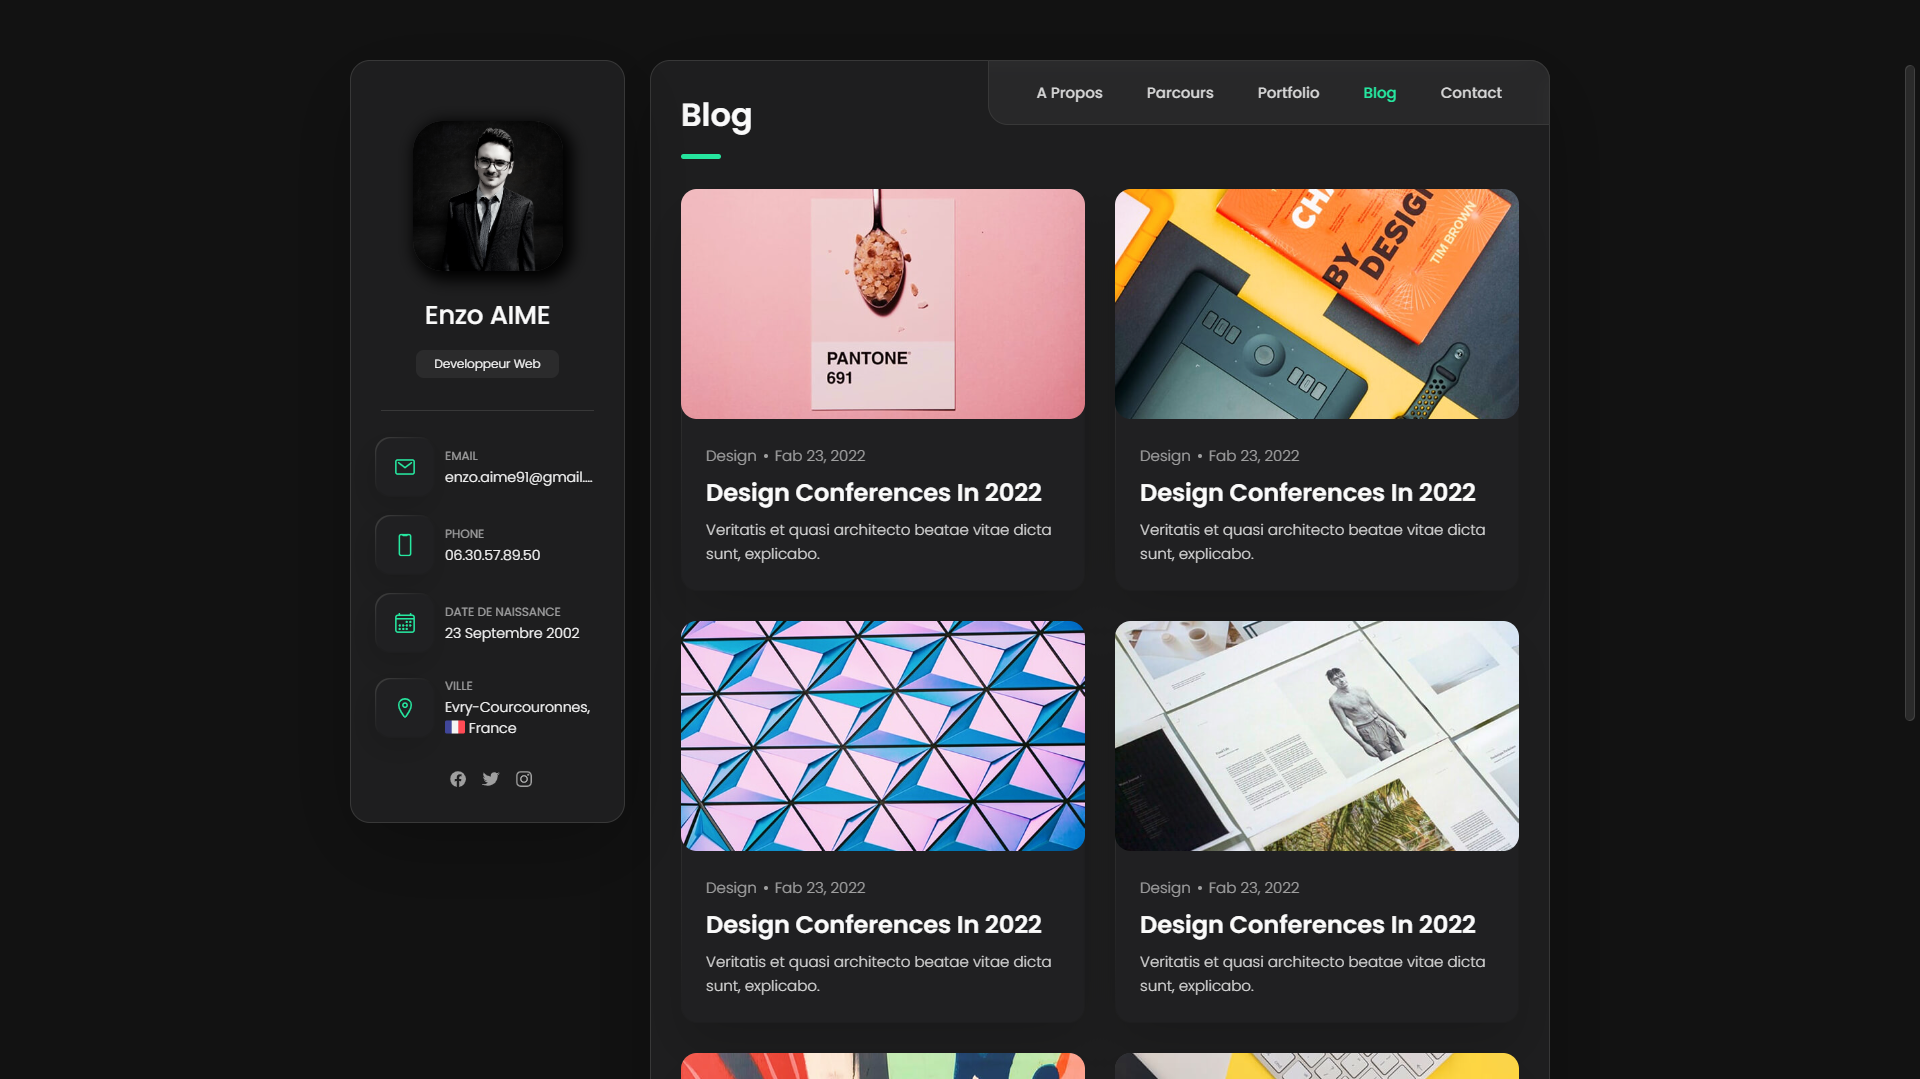 Enzo AIME
Developpeur Web
EMAIL
enzo.aime91@gmail....
PHONE
06.30.57.89.50
DATE DE NAISSANCE
23 Septembre 2002
VILLE
Evry-Courcouronnes,
🇫🇷 France
Blog
A Propos
Parcours
Portfolio
Blog
Contact
PANTONE
691
Design • Fab 23, 2022
Design Conferences In 2022
Veritatis et quasi architecto beatae vitae dicta
sunt, explicabo.
BY
DESIGN
TIM BROWN
Design • Fab 23, 2022
Design Conferences In 2022
Veritatis et quasi architecto beatae vitae dicta
sunt, explicabo.
Design • Fab 23, 2022
Design Conferences In 2022
Veritatis et quasi architecto beatae vitae dicta
sunt, explicabo.
Design • Fab 23, 2022
Design Conferences In 2022
Veritatis et quasi architecto beatae vitae dicta
sunt, explicabo.